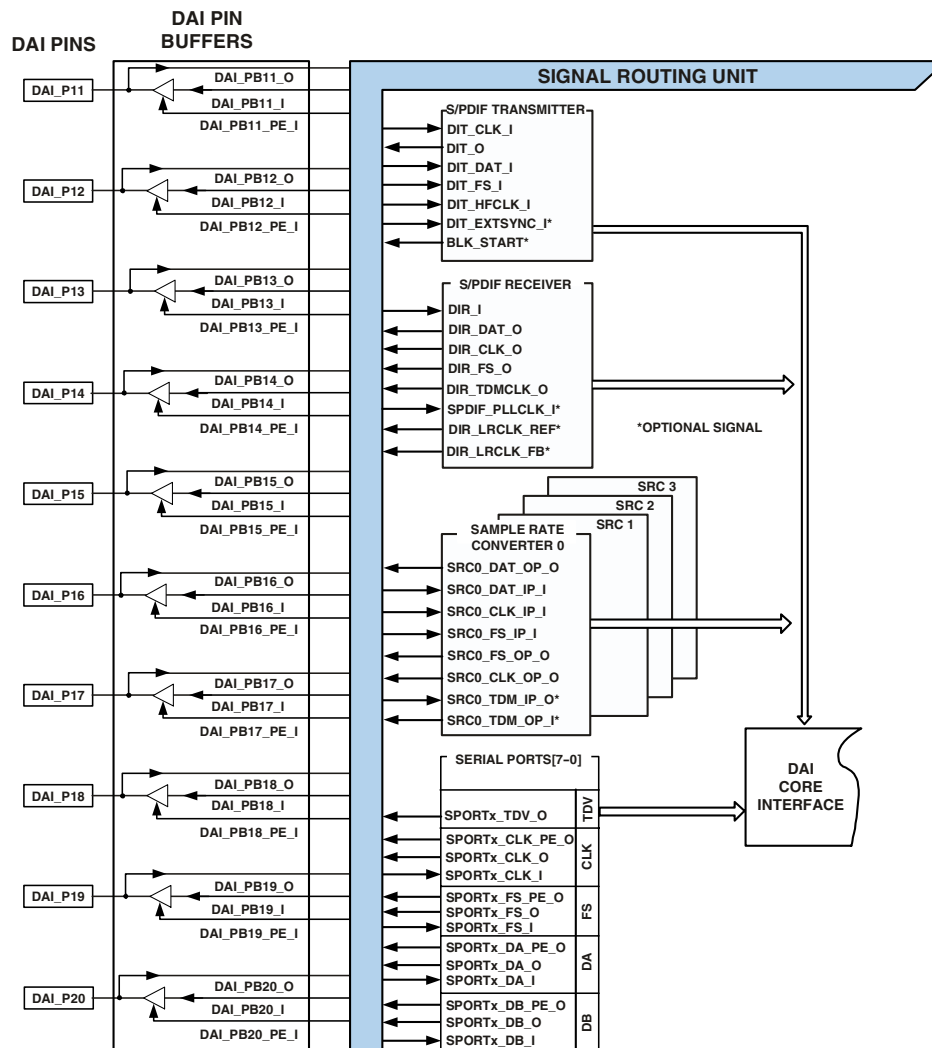 DAI PINS
DAI PIN
BUFFERS
DAI_P11
DAI_PB11_O
DAI_PB11_I
DAI_PB11_PE_I
DAI_P12
DAI_PB12_O
DAI_PB12_I
DAI_PB12_PE_I
DAI_P13
DAI_PB13_O
DAI_PB13_I
DAI_PB13_PE_I
DAI_P14
DAI_PB14_O
DAI_PB14_I
DAI_PB14_PE_I
DAI_P15
DAI_PB15_O
DAI_PB15_I
DAI_PB15_PE_I
DAI_P16
DAI_PB16_O
DAI_PB16_I
DAI_PB16_PE_I
DAI_P17
DAI_PB17_O
DAI_PB17_I
DAI_PB17_PE_I
DAI_P18
DAI_PB18_O
DAI_PB18_I
DAI_PB18_PE_I
DAI_P19
DAI_PB19_O
DAI_PB19_I
DAI_PB19_PE_I
DAI_P20
DAI_PB20_O
DAI_PB20_I
DAI_PB20_PE_I
SIGNAL ROUTING UNIT
S/PDIF TRANSMITTER
DIT_CLK_I
DIT_O
DIT_DAT_I
DIT_FS_I
DIT_HFCLK_I
DIT_EXTSYNC_I*
BLK_START*
S/PDIF RECEIVER
DIR_I
DIR_DAT_O
DIR_CLK_O
DIR_FS_O
DIR_TDMCLK_O
SPDIF_PLLCLK_I*
DIR_LRCLK_REF*
DIR_LRCLK_FB*
*OPTIONAL SIGNAL
SRC 3
SRC 2
SRC 1
SAMPLE RATE
CONVERTER 0
SRC0_DAT_OP_O
SRC0_DAT_IP_I
SRC0_CLK_IP_I
SRC0_FS_IP_I
SRC0_FS_OP_O
SRC0_CLK_OP_O
SRC0_TDM_IP_O*
SRC0_TDM_OP_I*
SERIAL PORTS[7-0]
SPORTx_TDV_O
TDV
SPORTx_CLK_PE_O
SPORTx_CLK_O
SPORTx_CLK_I
CLK
SPORTx_FS_PE_O
SPORTx_FS_O
SPORTx_FS_I
FS
SPORTx_DA_PE_O
SPORTx_DA_O
SPORTx_DA_I
DA
SPORTx_DB_PE_O
SPORTx_DB_O
SPORTx_DB_I
DB
DAI
CORE
INTERFACE